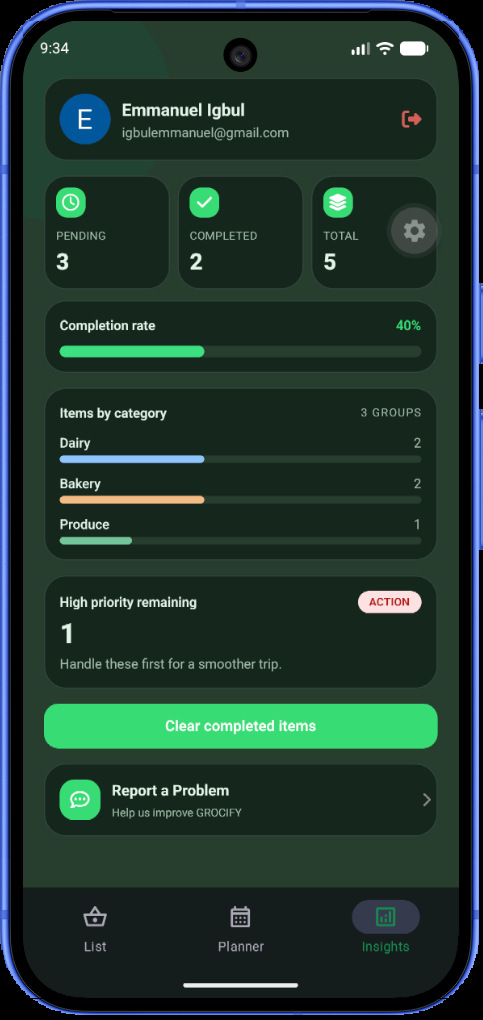 9:34
E
Emmanuel Igbul
igbulemmanuel@gmail.com
PENDING
3
COMPLETED
2
TOTAL
5
Completion rate
40%
Items by category
3 GROUPS
Dairy
2
Bakery
2
Produce
1
High priority remaining
ACTION
1
Handle these first for a smoother trip.
Clear completed items
Report a Problem
Help us improve GROCIFY
List
Planner
Insights